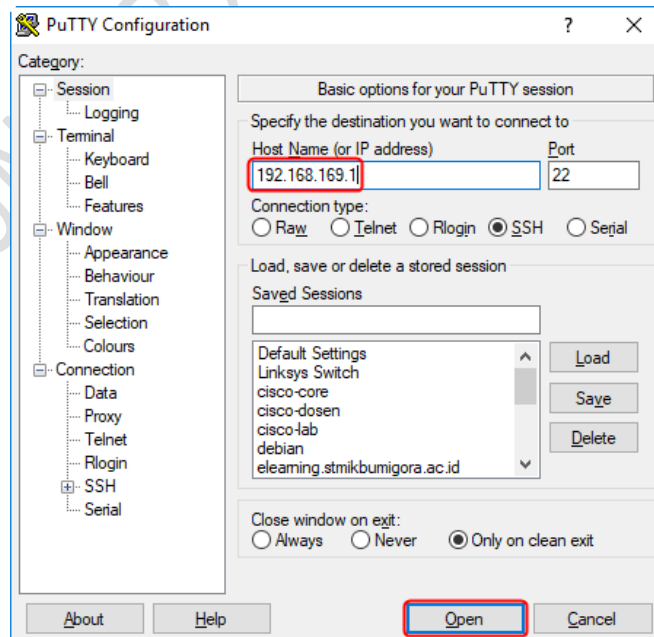 PuTTY Configuration ? ✕
Category:
Session
Logging
Terminal
Keyboard
Bell
Features
Window
Appearance
Behaviour
Translation
Selection
Colours
Connection
Data
Proxy
Telnet
Rlogin
SSH
Serial
Basic options for your PuTTY session
Specify the destination you want to connect to
Host Name (or IP address) Port
192.168.169.1 22
Connection type:
Raw Telnet Rlogin SSH Serial
Load, save or delete a stored session
Saved Sessions
Default Settings
Linksys Switch
cisco-core
cisco-dosen
cisco-lab
debian
elearning.stmikbumigora.ac.id
Load
Save
Delete
Close window on exit:
Always Never Only on clean exit
About Help Open Cancel